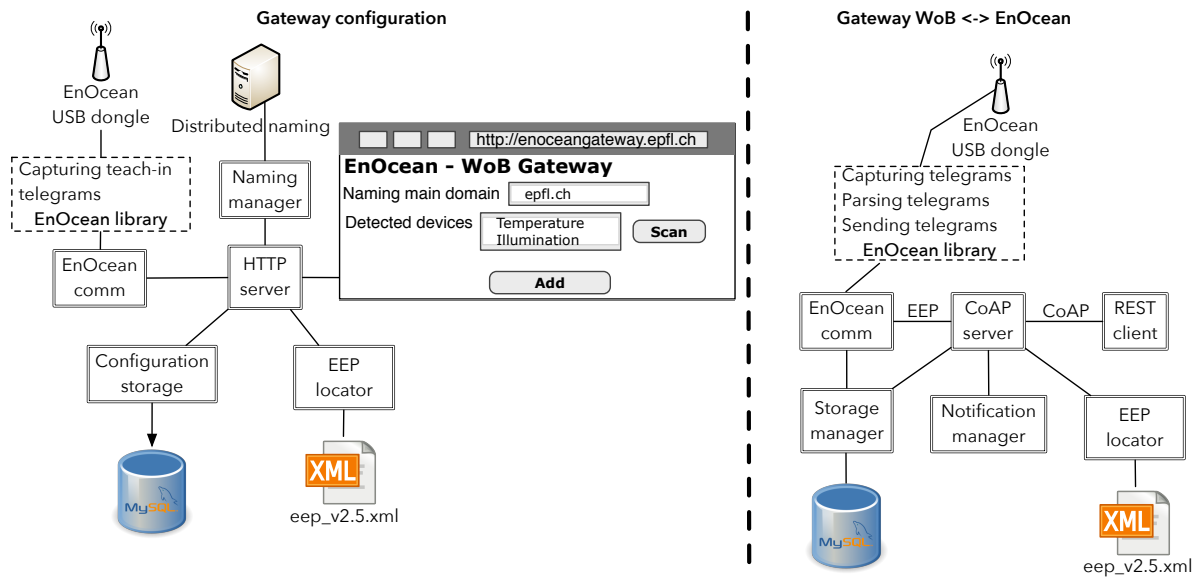 Gateway configuration
EnOcean
USB dongle
Distributed naming
Capturing teach-in
telegrams
EnOcean library
Naming
manager
http://enoceangateway.epfl.ch
EnOcean - WoB Gateway
Naming main domain
epfl.ch
Detected devices
Temperature
Illumination
Scan
Add
EnOcean
comm
HTTP
server
Configuration
storage
EEP
locator
MySQL
XML
eep_v2.5.xml
Gateway WoB <-> EnOcean
EnOcean
USB dongle
Capturing telegrams
Parsing telegrams
Sending telegrams
EnOcean library
EnOcean
comm
EEP
CoAP
server
CoAP
REST
client
Storage
manager
Notification
manager
EEP
locator
MySQL
XML
eep_v2.5.xml